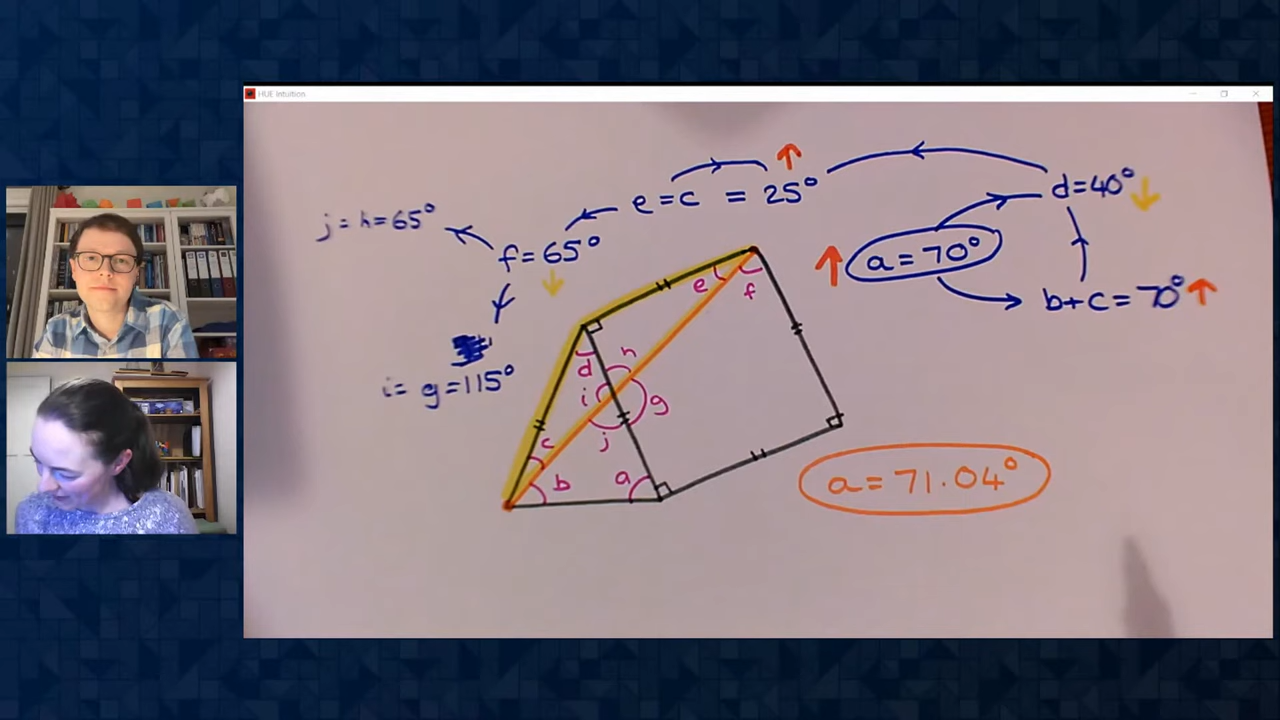 HUE Intuition
e=c = 25°
d=40°
j=h=65°
f=65°
a=70°
b+c=70°
i= g=115°
e
f
d
h
i
g
j
c
b
a
a=71.04°